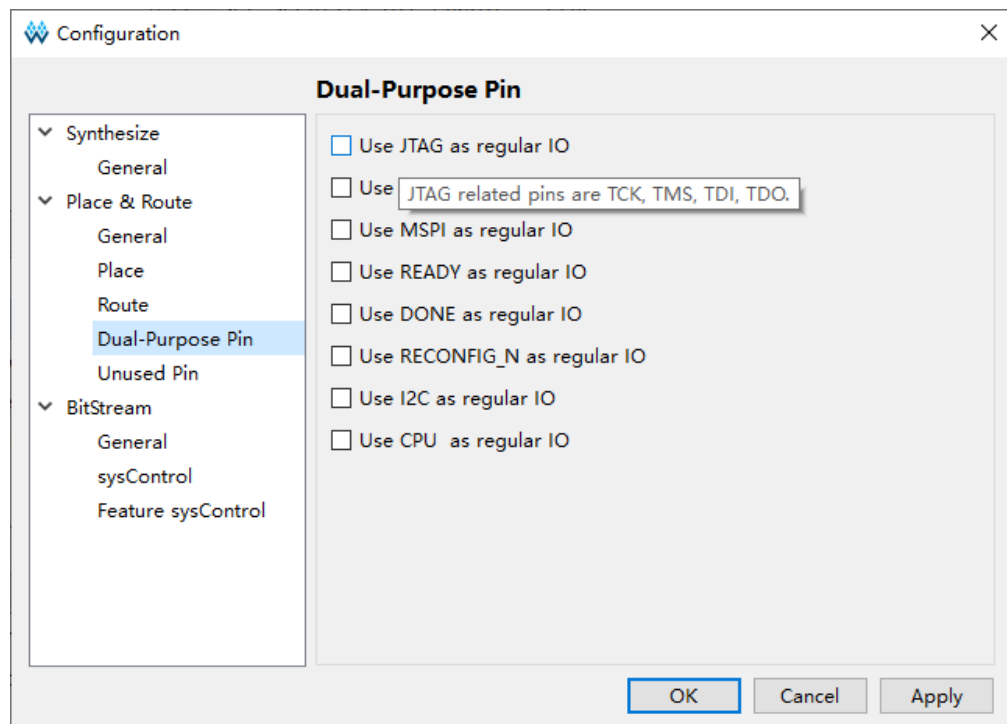 Configuration
Dual-Purpose Pin
Synthesize
General
Place & Route
General
Place
Route
Dual-Purpose Pin
Unused Pin
BitStream
General
sysControl
Feature sysControl
Use JTAG as regular IO
Use
JTAG related pins are TCK, TMS, TDI, TDO.
Use MSPI as regular IO
Use READY as regular IO
Use DONE as regular IO
Use RECONFIG_N as regular IO
Use I2C as regular IO
Use CPU  as regular IO
OK
Cancel
Apply